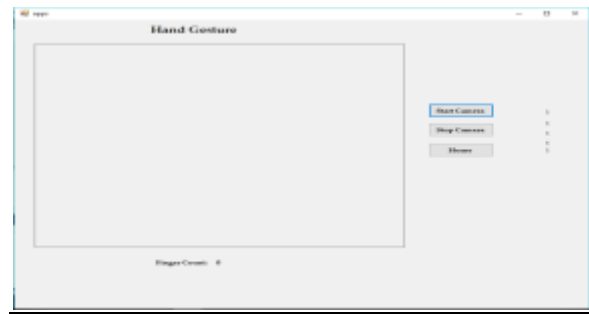 Hand Gesture
Start Camera
Stop Camera
Home
Finger Count: 0